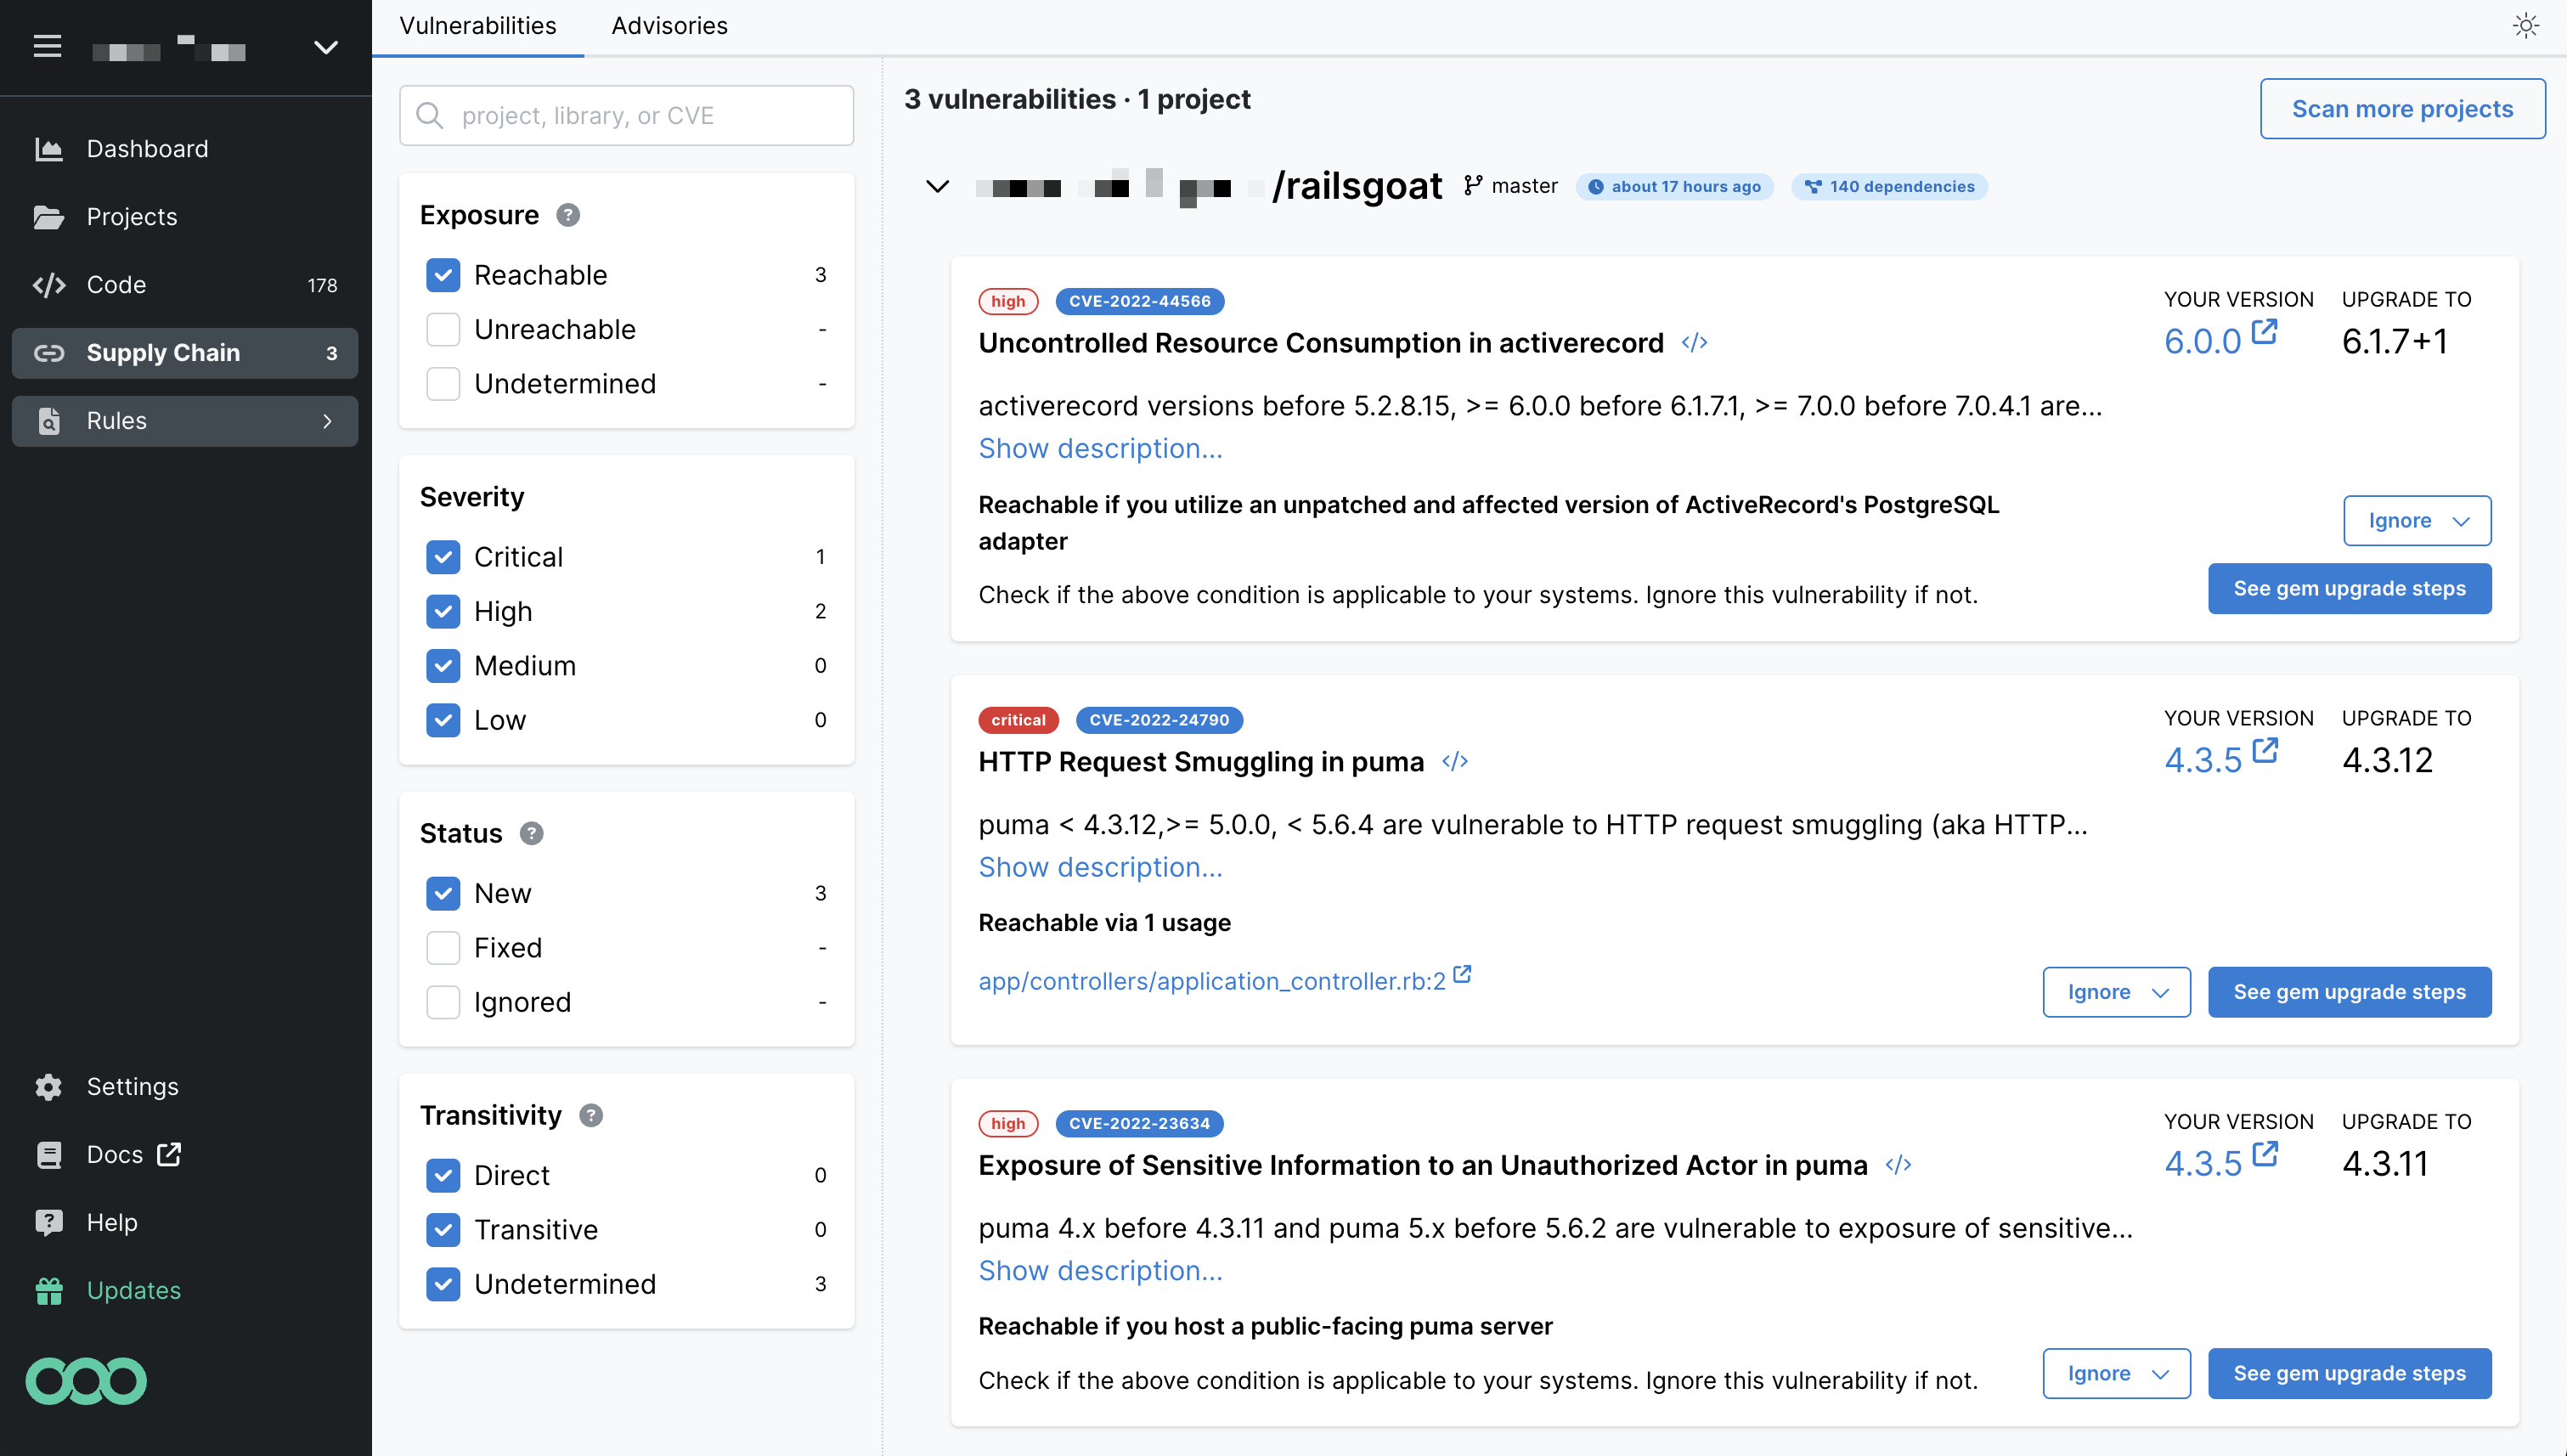 Dashboard
Projects
Code 178
Supply Chain 3
Rules
Settings
Docs
Help
Updates
Vulnerabilities Advisories
project, library, or CVE
Exposure ?
Reachable 3
Unreachable -
Undetermined -
Severity
Critical 1
High 2
Medium 0
Low 0
Status ?
New 3
Fixed -
Ignored -
Transitivity ?
Direct 0
Transitive 0
Undetermined 3
3 vulnerabilities · 1 project
Scan more projects
/railsgoat master about 17 hours ago 140 dependencies
high CVE-2022-44566
YOUR VERSION UPGRADE TO
Uncontrolled Resource Consumption in activerecord </>
6.0.0 6.1.7+1
activerecord versions before 5.2.8.15, >= 6.0.0 before 6.1.7.1, >= 7.0.0 before 7.0.4.1 are...
Show description...
Reachable if you utilize an unpatched and affected version of ActiveRecord's PostgreSQL
adapter
Ignore
Check if the above condition is applicable to your systems. Ignore this vulnerability if not.
See gem upgrade steps
critical CVE-2022-24790
YOUR VERSION UPGRADE TO
HTTP Request Smuggling in puma </>
4.3.5 4.3.12
puma < 4.3.12,>= 5.0.0, < 5.6.4 are vulnerable to HTTP request smuggling (aka HTTP...
Show description...
Reachable via 1 usage
app/controllers/application_controller.rb:2
Ignore See gem upgrade steps
high CVE-2022-23634
YOUR VERSION UPGRADE TO
Exposure of Sensitive Information to an Unauthorized Actor in puma </>
4.3.5 4.3.11
puma 4.x before 4.3.11 and puma 5.x before 5.6.2 are vulnerable to exposure of sensitive...
Show description...
Reachable if you host a public-facing puma server
Check if the above condition is applicable to your systems. Ignore this vulnerability if not.
Ignore See gem upgrade steps